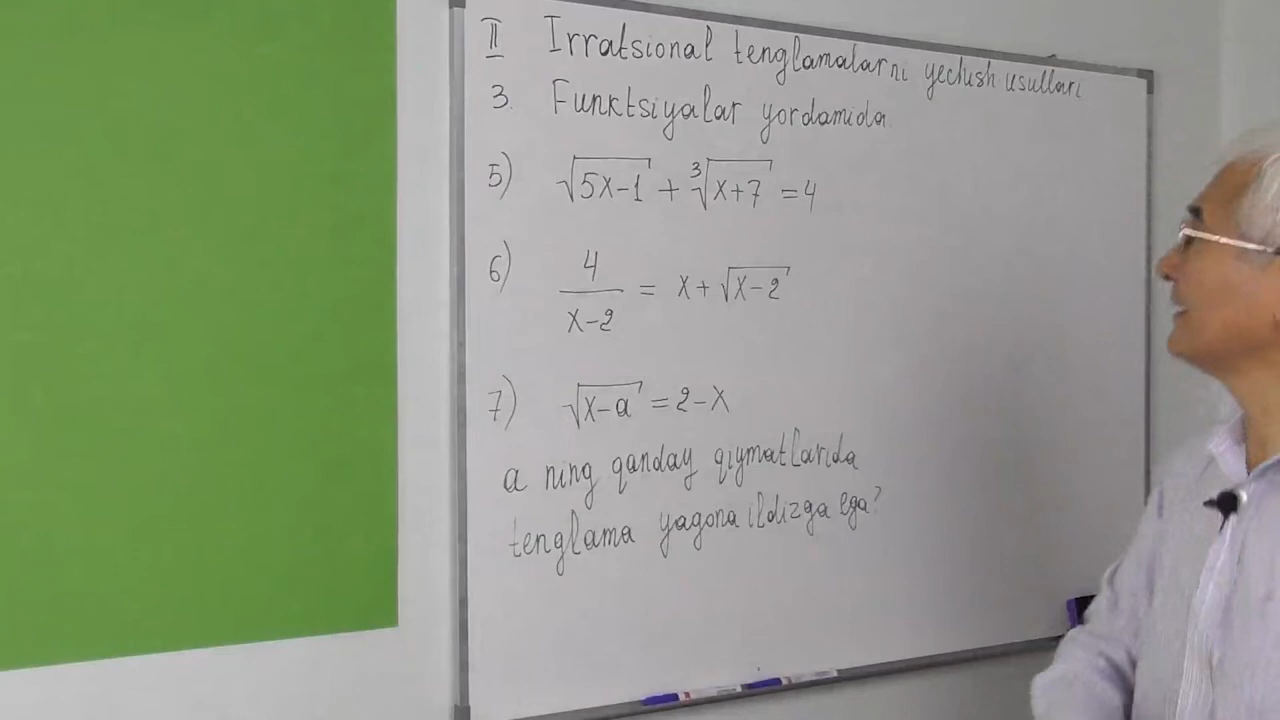 II Irratsional tenglamalarni yechish usullari
3. Funktsiyalar yordamida
5) √(5x-1) + ∛(x+7) = 4
6) 4/(x-2) = x + √(x-2)
7) √(x-a) = 2-x
a ning qanday qiymatlarida
tenglama yagona ildizga ega?